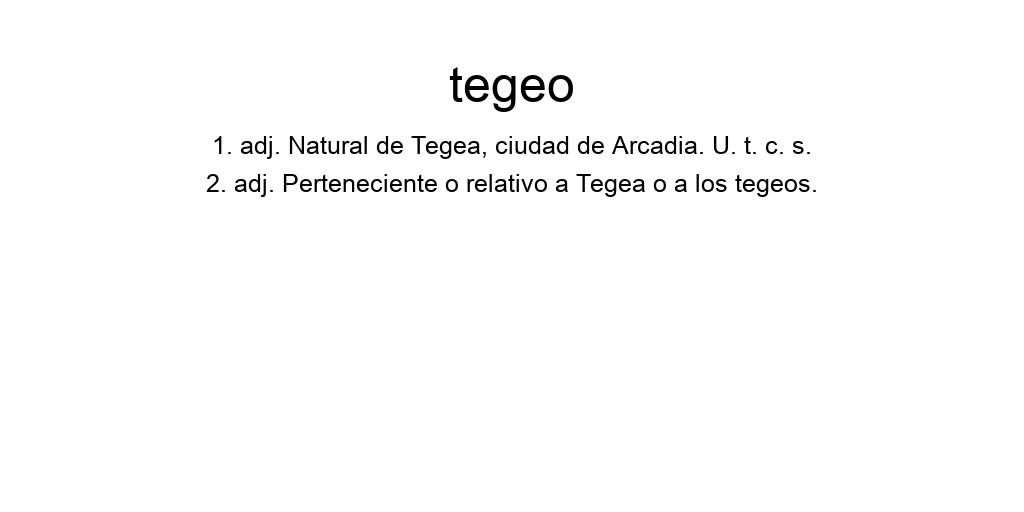 tegeo
1. adj. Natural de Tegea, ciudad de Arcadia. U. t. c. s.
2. adj. Perteneciente o relativo a Tegea o a los tegeos.